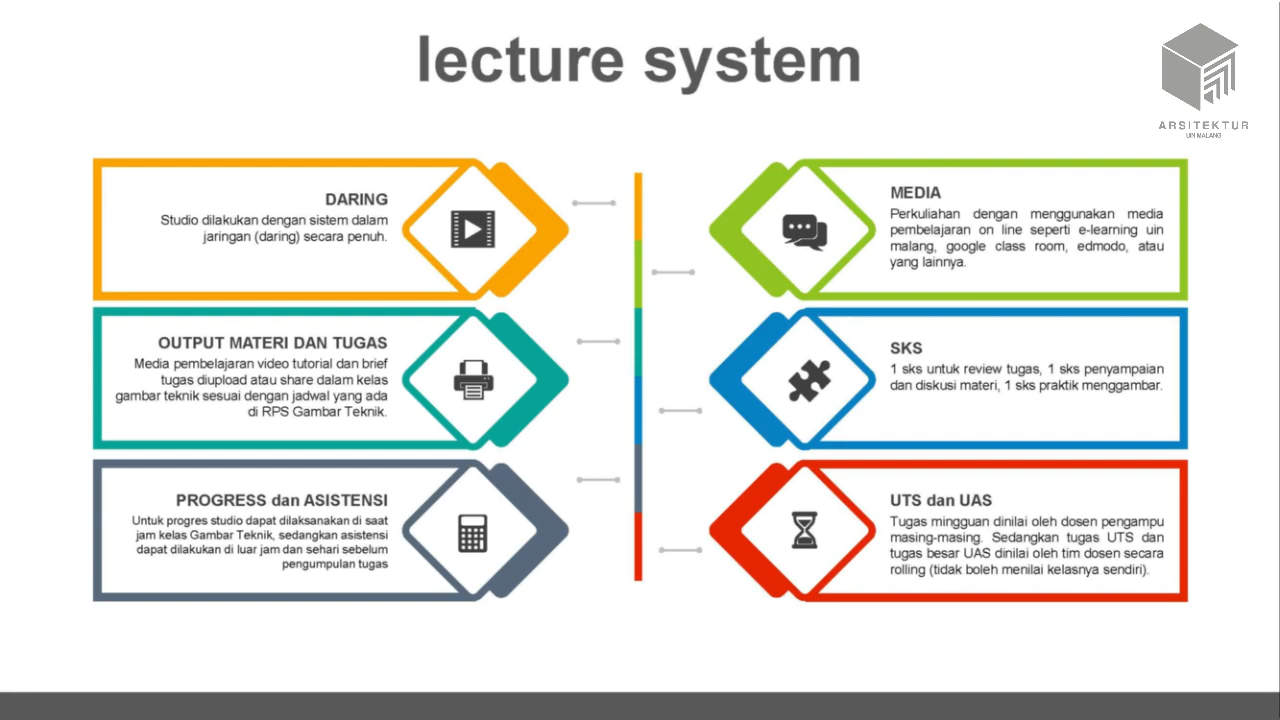 lecture system
ARSITEKTUR
UIN MALANG
DARING
Studio dilakukan dengan sistem dalam
jaringan (daring) secara penuh.
MEDIA
Perkuliahan dengan menggunakan media
pembelajaran on line seperti e-learning uin
malang, google class room, edmodo, atau
yang lainnya.
OUTPUT MATERI DAN TUGAS
Media pembelajaran video tutorial dan brief
tugas diupload atau share dalam kelas
gambar teknik sesuai dengan jadwal yang ada
di RPS Gambar Teknik.
SKS
1 sks untuk review tugas, 1 sks penyampaian
dan diskusi materi, 1 sks praktik menggambar.
PROGRESS dan ASISTENSI
Untuk progres studio dapat dilaksanakan di saat
jam kelas Gambar Teknik, sedangkan asistensi
dapat dilakukan di luar jam dan sehari sebelum
pengumpulan tugas
UTS dan UAS
Tugas mingguan dinilai oleh dosen pengampu
masing-masing. Sedangkan tugas UTS dan
tugas besar UAS dinilai oleh tim dosen secara
rolling (tidak boleh menilai kelasnya sendiri).